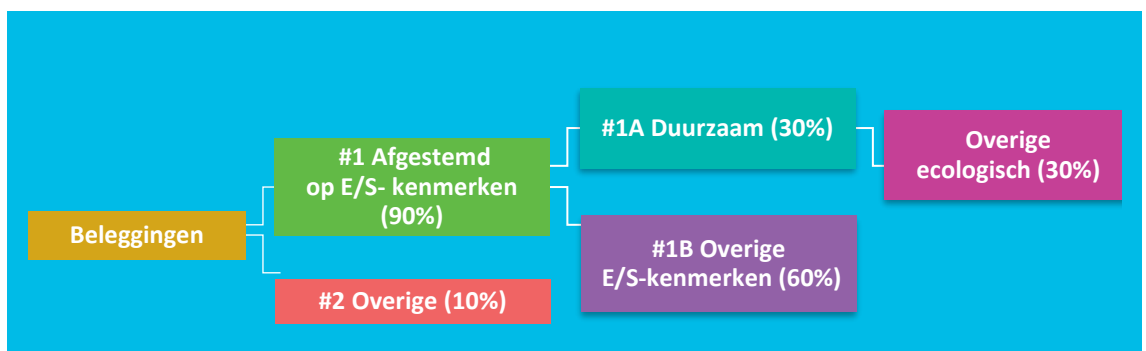 Beleggingen
#1 Afgestemd
op E/S- kenmerken
(90%)
#2 Overige (10%)
#1A Duurzaam (30%)
#1B Overige
E/S-kenmerken (60%)
Overige
ecologisch (30%)